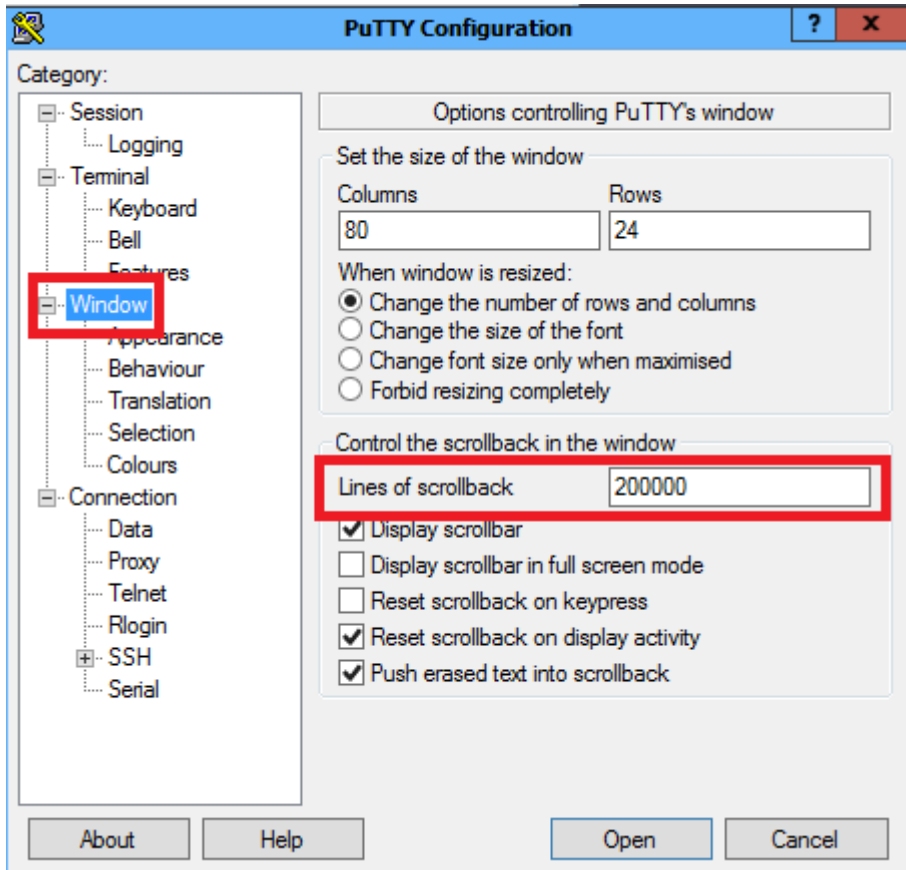 PuTTY Configuration
? x
Category:
Session
Logging
Terminal
Keyboard
Bell
Features
Window
Appearance
Behaviour
Translation
Selection
Colours
Connection
Data
Proxy
Telnet
Rlogin
SSH
Serial
Options controlling PuTTY's window
Set the size of the window
Columns Rows
80 24
When window is resized:
Change the number of rows and columns
Change the size of the font
Change font size only when maximised
Forbid resizing completely
Control the scrollback in the window
Lines of scrollback 200000
Display scrollbar
Display scrollbar in full screen mode
Reset scrollback on keypress
Reset scrollback on display activity
Push erased text into scrollback
About Help Open Cancel